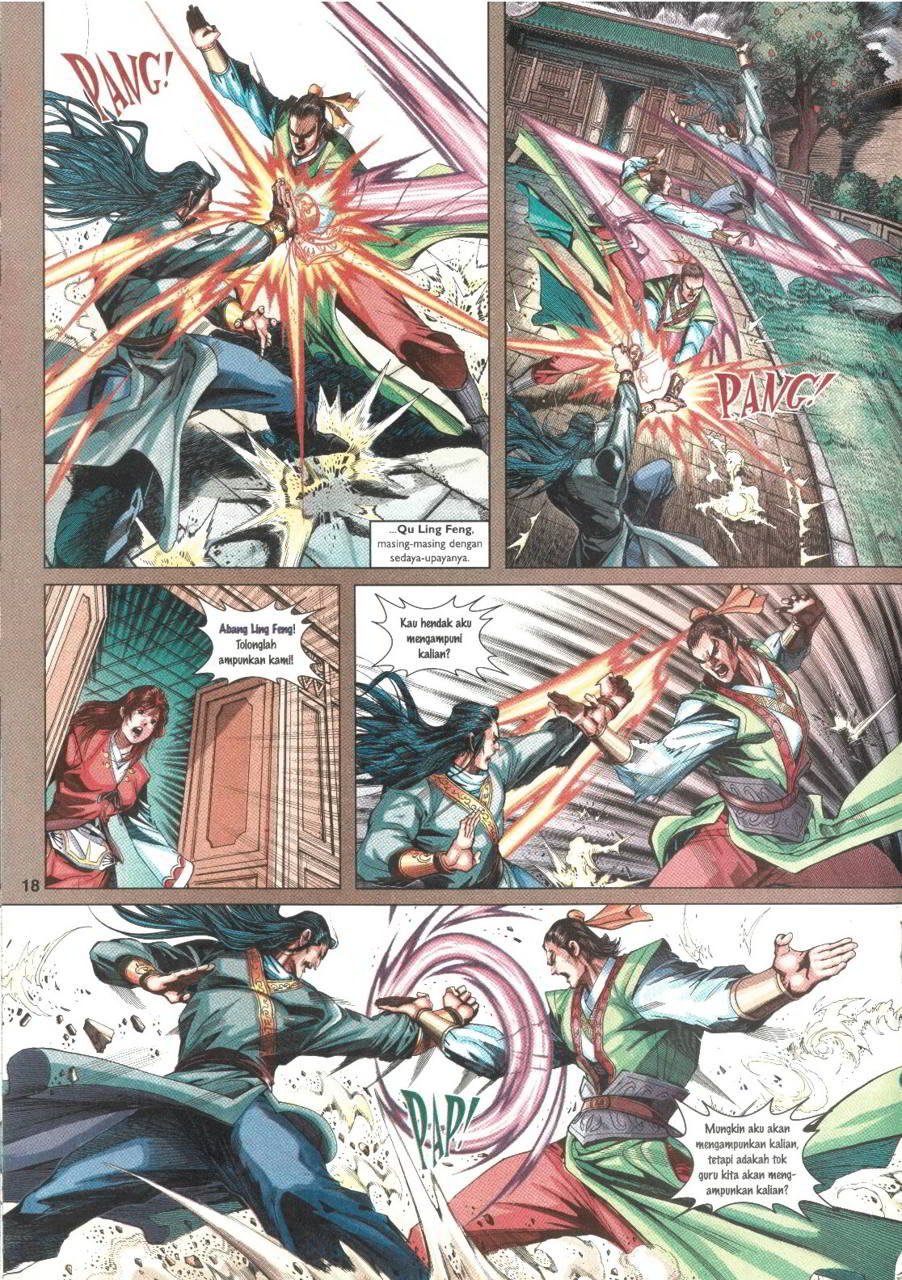 PANG!
...Qu Ling Feng,
masing-masing dengan
sedaya-upayanya.
PANG!
Abang Ling Feng!
Tolonglah
ampunkan kami!
Kau hendak aku
mengampuni
kalian?
18
PAP!
Mungkin aku akan
mengampunkan kalian,
tetapi adakah tok
guru kita akan meng-
ampunkan kalian?